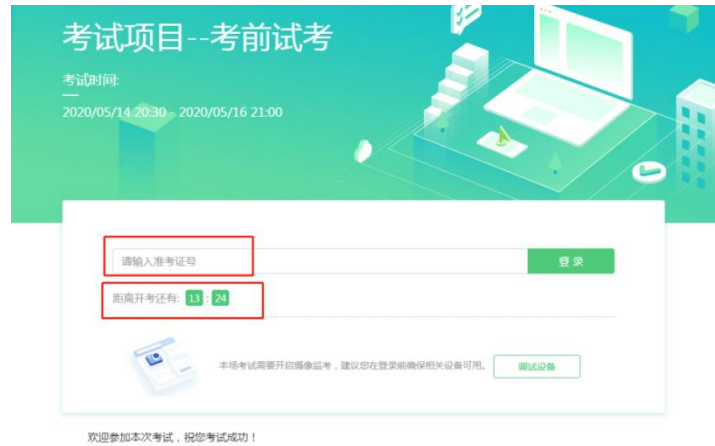 考试项目--考前试考
考试时间:
2020/05/14 20:30 - 2020/05/16 21:00
请输入准考证号
登 录
距离开考还有: 13 : 24
本场考试需要开启摄像监考，建议您在登录前确保相关设备可用。
调试设备
欢迎参加本次考试，祝您考试成功！